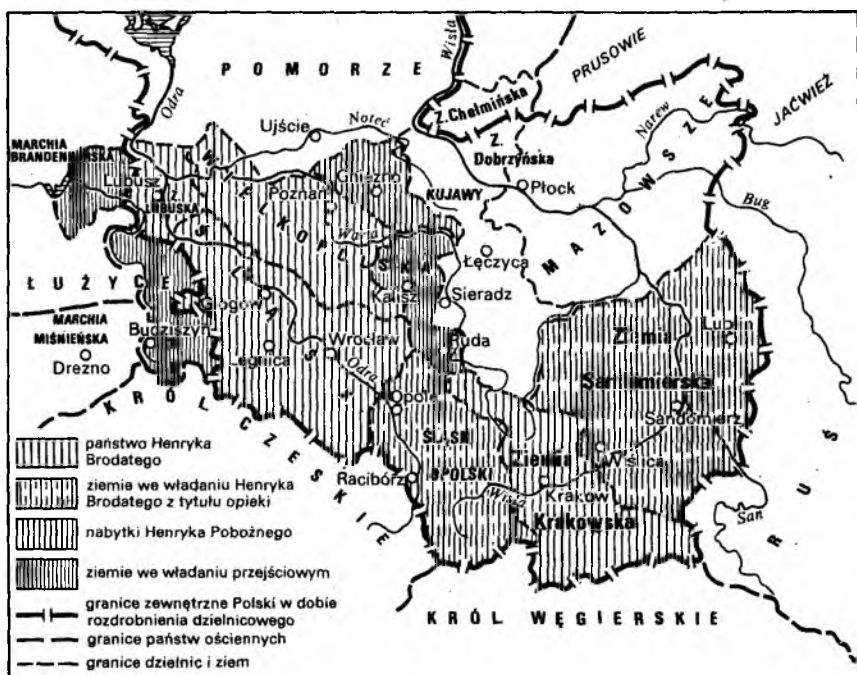 POMORZE
Odra
Wisła
PRUSOWIE
JAĆWIEŻ
Z. Chełmińska
Z.
Dobrzyńska
Ujście
Noteć
Narew
MARCHIA
BRANDENBURSKA
Lubusz
Z.
LUBUSKA
WIELKOPOLSKA
Gniezno
Poznań
KUJAWY
Płock
MAZOWSZE
Bug
Warta
Łęczyca
Kalisz
Sieradz
ŁUŻYCE
Głogów
ŚLĄSK
MARCHIA
MIŚNIEŃSKA
Budziszyn
Drezno
Legnica
Wrocław
Odra
Ruda
Ziemia
Sandomierska
Lublin
Sandomierz
KRÓL. CZESKIE
Opole
ŚLĄSK
OPOLSKI
Racibórz
Ziemia
Krakowska
Wiślica
Kraków
Wisła
San
RUŚ
KRÓL. WĘGIERSKIE
państwo Henryka
Brodatego
ziemie we władaniu Henryka
Brodatego z tytułu opieki
nabytki Henryka Pobożnego
ziemie we władaniu przejściowym
granice zewnętrzne Polski w dobie
rozdrobnienia dzielnicowego
granice państw ościennych
granice dzielnic i ziem